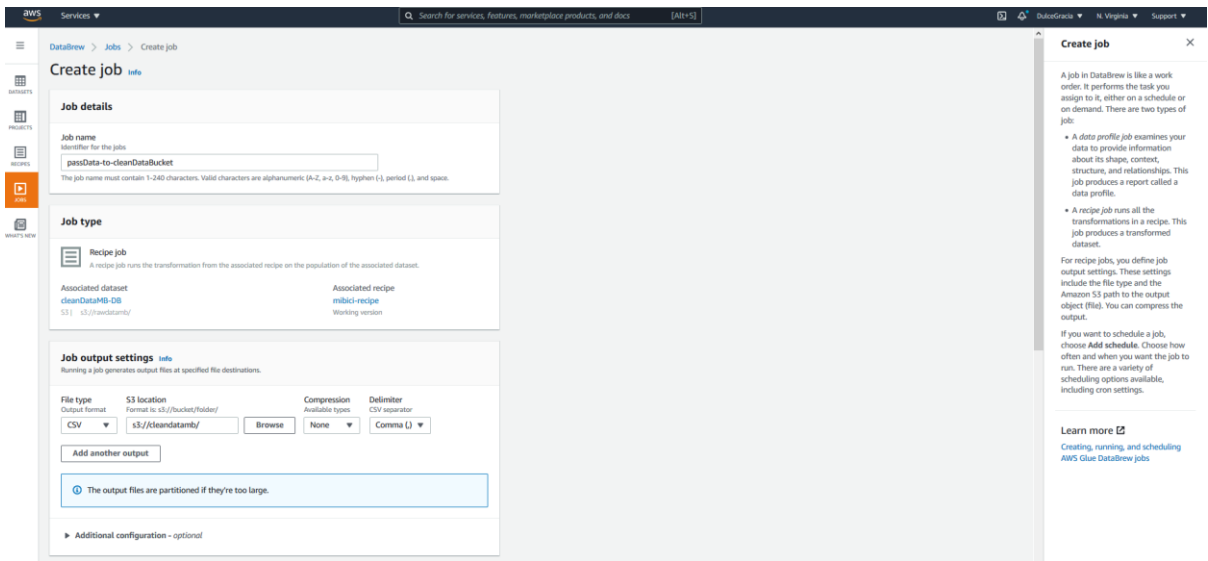 aws
Services ▼
Search for services, features, marketplace products, and docs [Alt+S]
DulceGracia ▼
N. Virginia ▼
Support ▼
DATASETS
PROJECTS
RECIPES
JOBS
WHAT'S NEW
DataBrew > Jobs > Create job
Create job Info
Job details
Job name
Identifier for the jobs
passData-to-cleanDataBucket
The job name must contain 1-240 characters. Valid characters are alphanumeric (A-Z, a-z, 0-9), hyphen (-), period (.), and space.
Job type
Recipe job
A recipe job runs the transformation from the associated recipe on the population of the associated dataset.
Associated dataset
cleanDataMB-DB
S3 | s3://rawdatamb/
Associated recipe
mibici-recipe
Working version
Job output settings Info
Running a job generates output files at specified file destinations.
File type
Output format
CSV ▼
S3 location
Format is: s3://bucket/folder/
s3://cleandatamb/
Browse
Compression
Available types
None ▼
Delimiter
CSV separator
Comma (,) ▼
Add another output
The output files are partitioned if they're too large.
Additional configuration - optional
Create job
A job in DataBrew is like a work
order. It performs the task you
assign to it, either on a schedule or
on demand. There are two types of
job:
• A data profile job examines your
data to provide information
about its shape, context,
structure, and relationships. This
job produces a report called a
data profile.
• A recipe job runs all the
transformations in a recipe. This
job produces a transformed
dataset.
For recipe jobs, you define job
output settings. These settings
include the file type and the
Amazon S3 path to the output
object (file). You can compress the
output.
If you want to schedule a job,
choose Add schedule. Choose how
often and when you want the job to
run. There are a variety of
scheduling options available,
including cron settings.
Learn more
Creating, running, and scheduling
AWS Glue DataBrew jobs